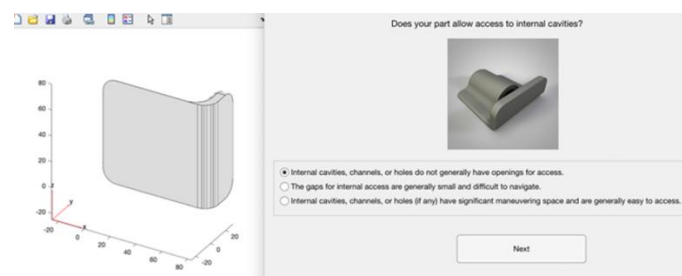 Does your part allow access to internal cavities?
80
60
40
20
0
-20
z
y
x
-20
0
20
40
60
80
-20
0
20
Internal cavities, channels, or holes do not generally have openings for access.
The gaps for internal access are generally small and difficult to navigate.
Internal cavities, channels, or holes (if any) have significant maneuvering space and are generally easy to access.
Next